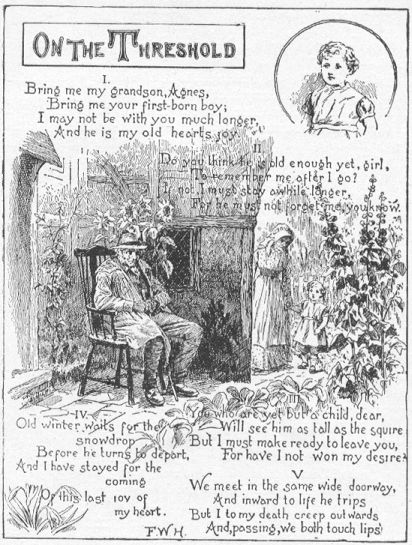 ON THE THRESHOLD
I.
Bring me my grandson, Agnes,
Bring me your first-born boy;
I may not be with you much longer,
And he is my old hearts joy.
II
Do you think he is old enough yet, girl,
To remember me after I go?
If not, I must stay awhile longer,
For he must not forget me, you know.
III
You who are yet but a child, dear,
Will see him as tall as the squire
But I must make ready to leave you,
For have I not won my desire?
IV.
Old winter waits for the
snowdrop
Before he turns to depart,
And I have stayed for the
coming
Of this last joy of
my heart.
V
We meet in the same wide doorway,
And inward to life he trips
But I to my death creep outwards
And, passing, we both touch lips!
F.W.H.